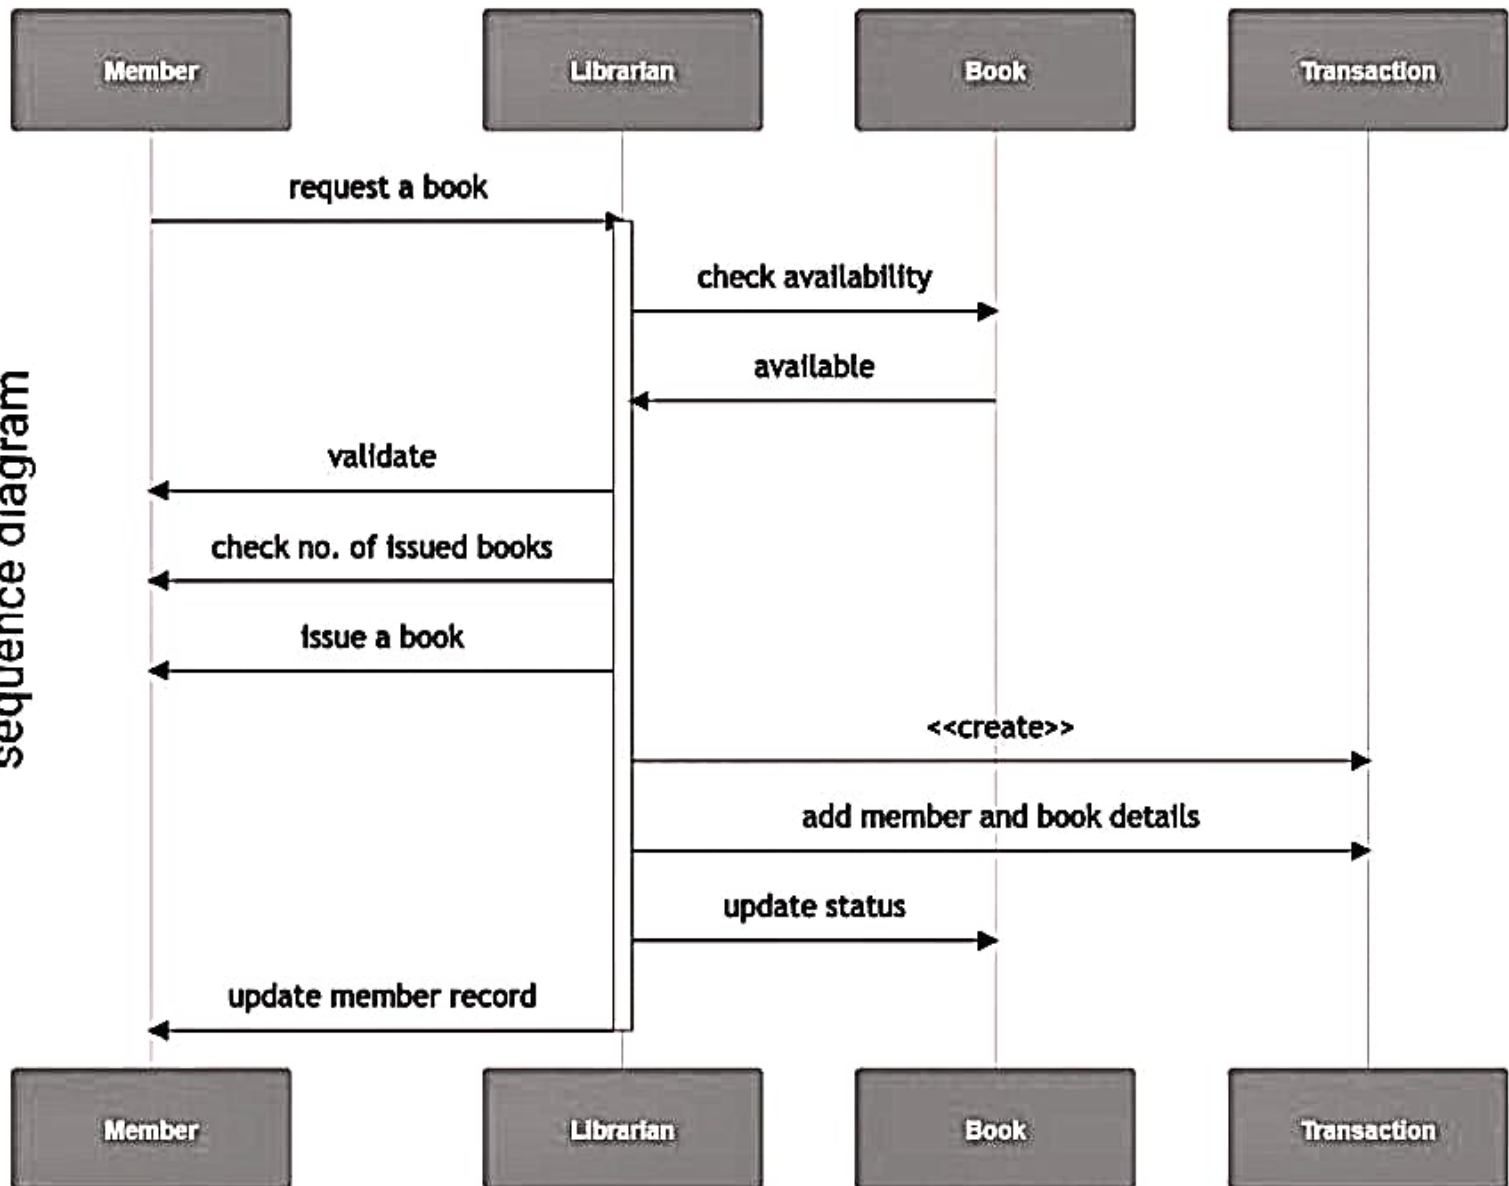 Member
Librarian
Book
Transaction
request a book
check availability
available
validate
check no. of issued books
issue a book
<<create>>
add member and book details
update status
update member record
Member
Librarian
Book
Transaction
sequence diagram